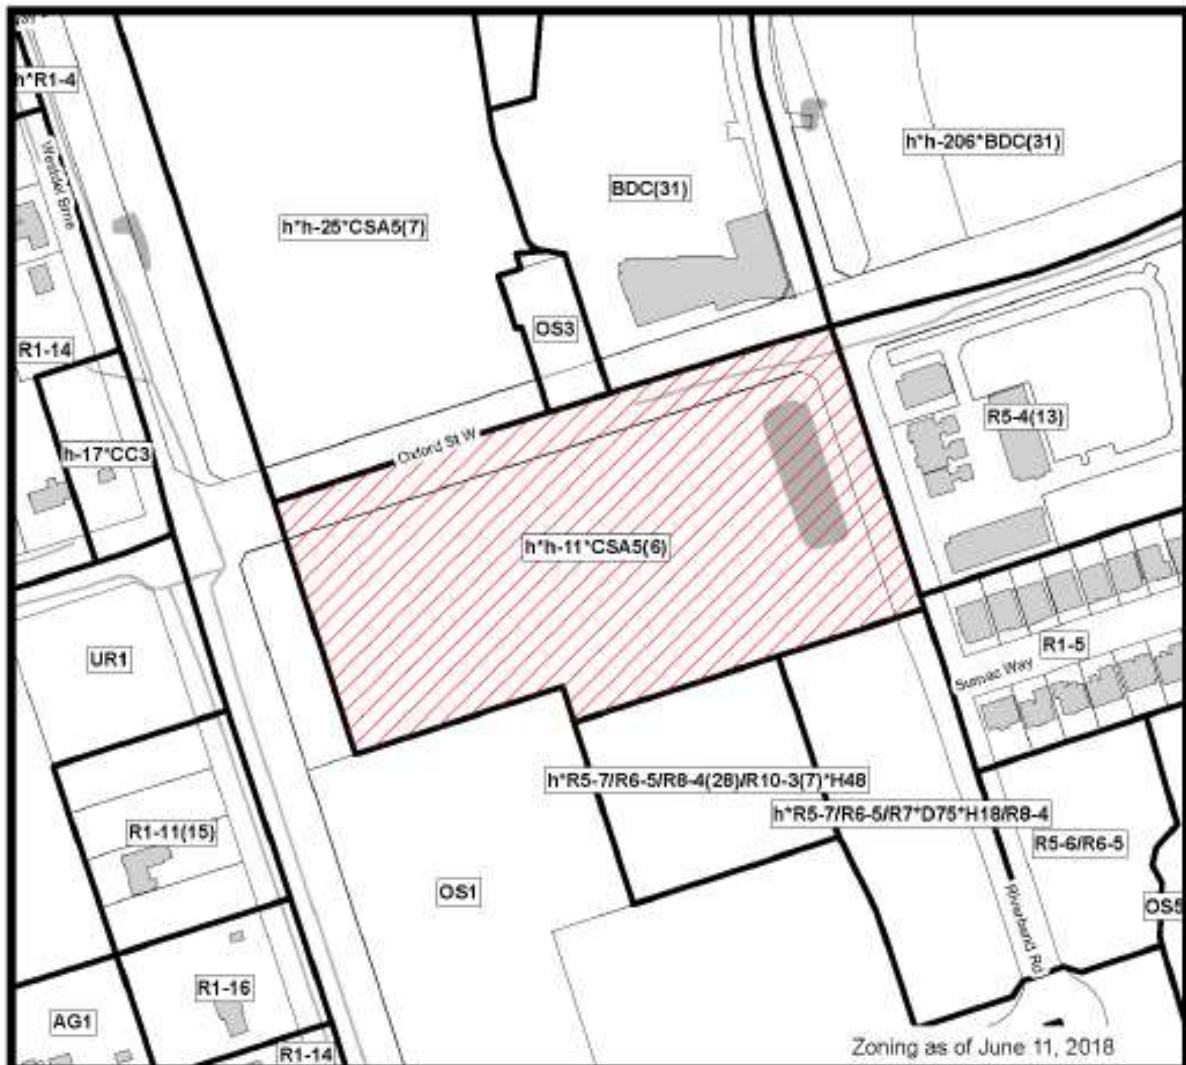 h*R1-4
Westdel Brne
h*h-206*BDC(31)
BDC(31)
h*h-25*CSA5(7)
OS3
R1-14
R5-4(13)
h-17*CC3
Oxford St W
h*h-11*CSA5(6)
R1-5
UR1
Sumac Way
h*R5-7/R6-5/R8-4(28)/R10-3(7)*H48
h*R5-7/R6-5/R7*D75*H18/R8-4
R1-11(15)
R5-6/R6-5
OS1
OS5
Riverbend Rd
R1-16
AG1
R1-14
Zoning as of June 11, 2018